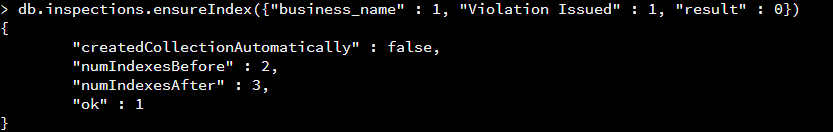 > db.inspections.ensureIndex({"business_name" : 1, "Violation Issued" : 1, "result" : 0})
{
        "createdCollectionAutomatically" : false,
        "numIndexesBefore" : 2,
        "numIndexesAfter" : 3,
        "ok" : 1
}